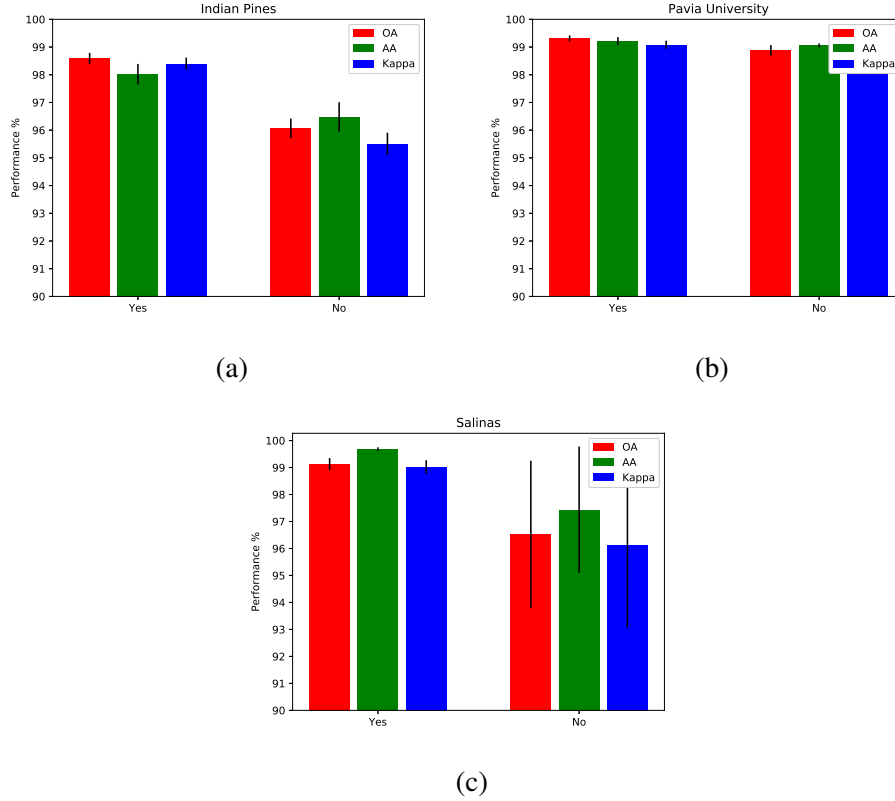 Indian Pines
Performance %
100
99
98
97
96
95
94
93
92
91
90
OA
AA
Kappa
Yes
No
(a)
Pavia University
Performance %
100
99
98
97
96
95
94
93
92
91
90
OA
AA
Kappa
Yes
No
(b)
Salinas
Performance %
100
99
98
97
96
95
94
93
92
91
90
OA
AA
Kappa
Yes
No
(c)